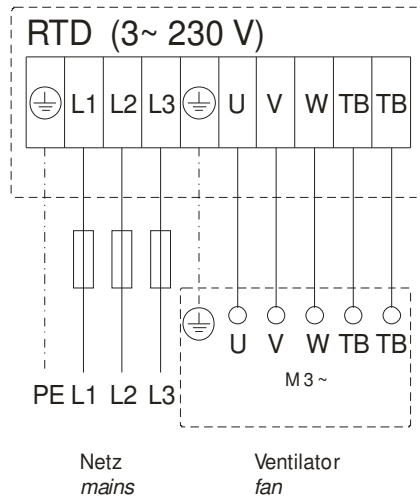 RTD (3~ 230 V)
L1 L2 L3 U V W TB TB
U V W TB TB
M 3 ~
PE L1 L2 L3
Netz Ventilator
mains fan